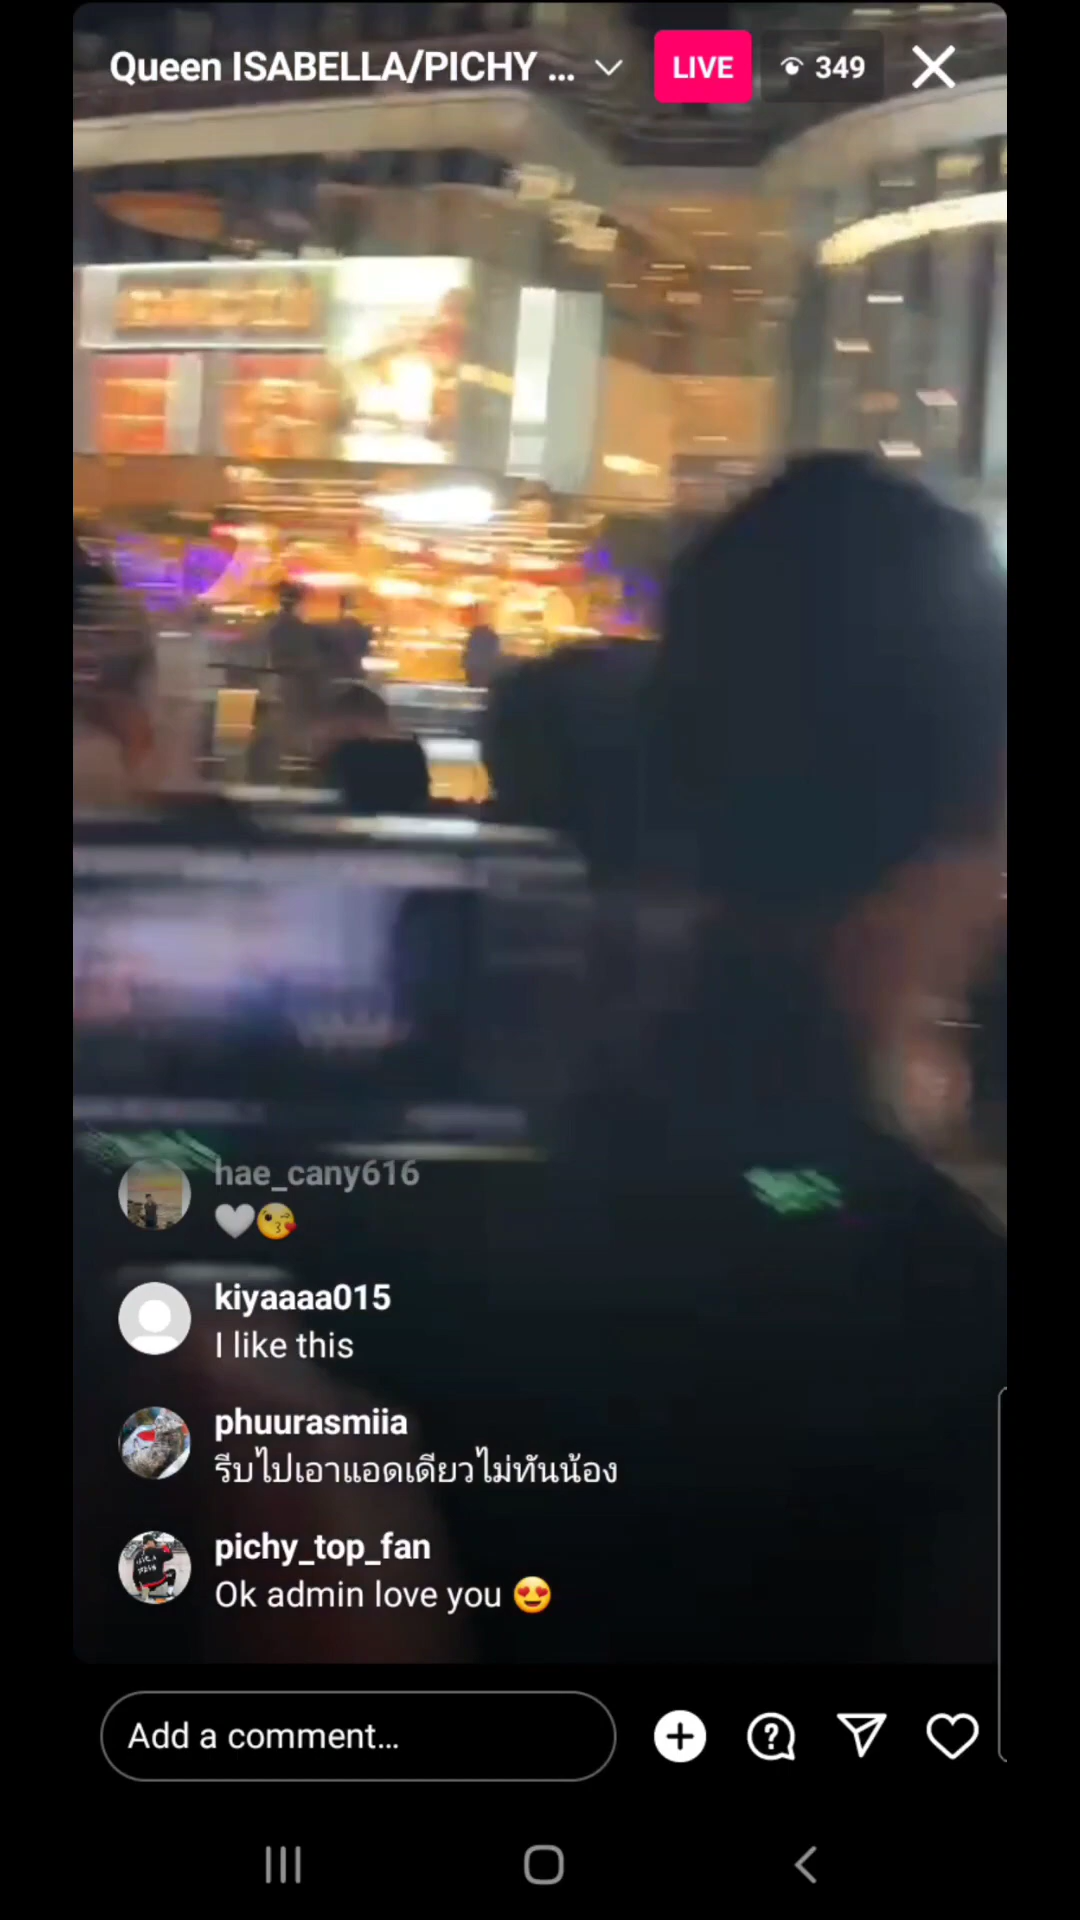 Queen ISABELLA/PICHY ...
LIVE
349
hae_cany616
🤍😘
kiyaaaa015
I like this
phuurasmiia
รีบไปเอาแอดเดียวไม่ทันน้อง
pichy_top_fan
Ok admin love you 😍
Add a comment...